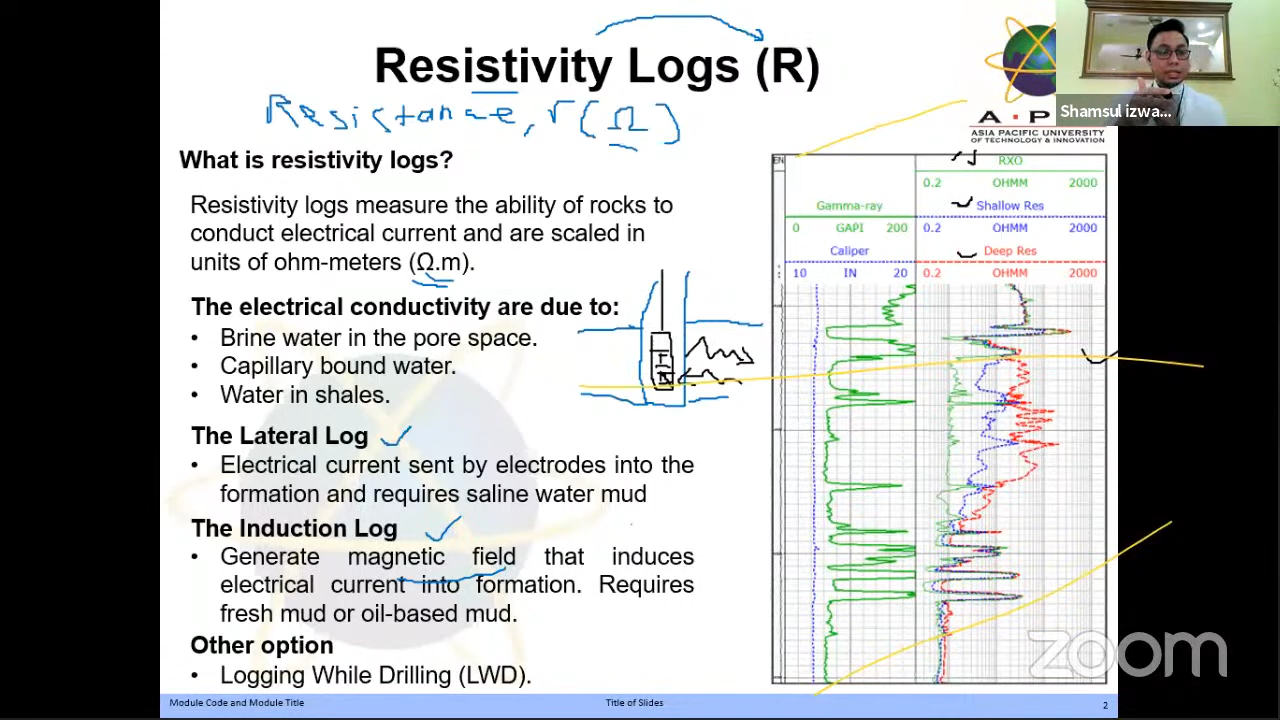 Resistivity Logs (R)
Resistance, r (Ω)
Shamsul izwa...
A · P
ASIA PACIFIC UNIVERSITY
OF TECHNOLOGY & INNOVATION
What is resistivity logs?
Resistivity logs measure the ability of rocks to
conduct electrical current and are scaled in
units of ohm-meters (Ω.m).
The electrical conductivity are due to:
• Brine water in the pore space.
• Capillary bound water.
• Water in shales.
The Lateral Log
• Electrical current sent by electrodes into the
formation and requires saline water mud
The Induction Log
• Generate magnetic field that induces
electrical current into formation. Requires
fresh mud or oil-based mud.
Other option
• Logging While Drilling (LWD).
T
R
EN
RXO
0.2 OHMM 2000
Gamma-ray Shallow Res
0 GAPI 200 0.2 OHMM 2000
Caliper Deep Res
10 IN 20 0.2 OHMM 2000
zoom
Module Code and Module Title Title of Slides 2